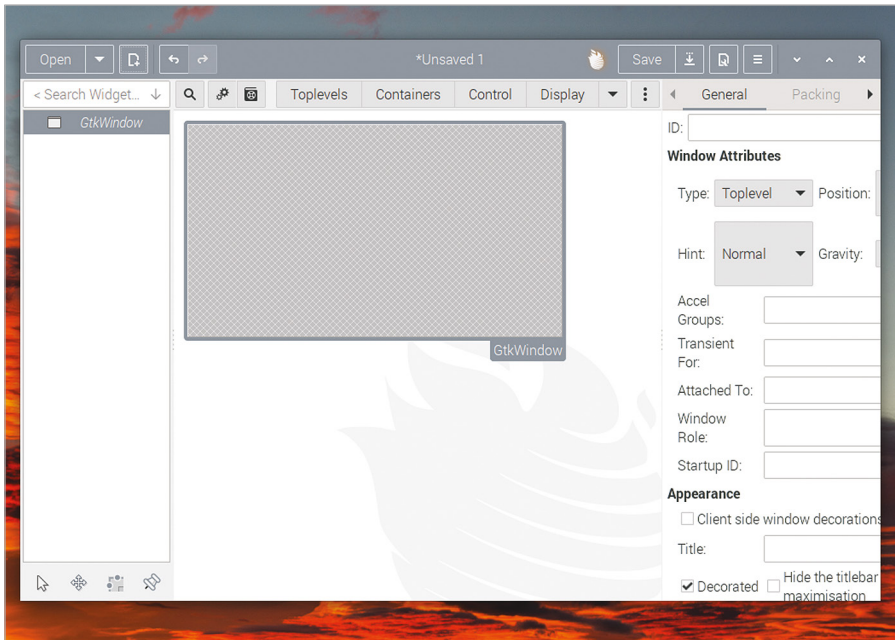 Open
*Unsaved 1
Save
< Search Widget...
Toplevels
Containers
Control
Display
General
Packing
GtkWindow
GtkWindow
ID:
Window Attributes
Type:
Toplevel
Position:
Hint:
Normal
Gravity:
Accel
Groups:
Transient
For:
Attached To:
Window
Role:
Startup ID:
Appearance
Client side window decorations
Title:
Decorated
Hide the titlebar
maximisation